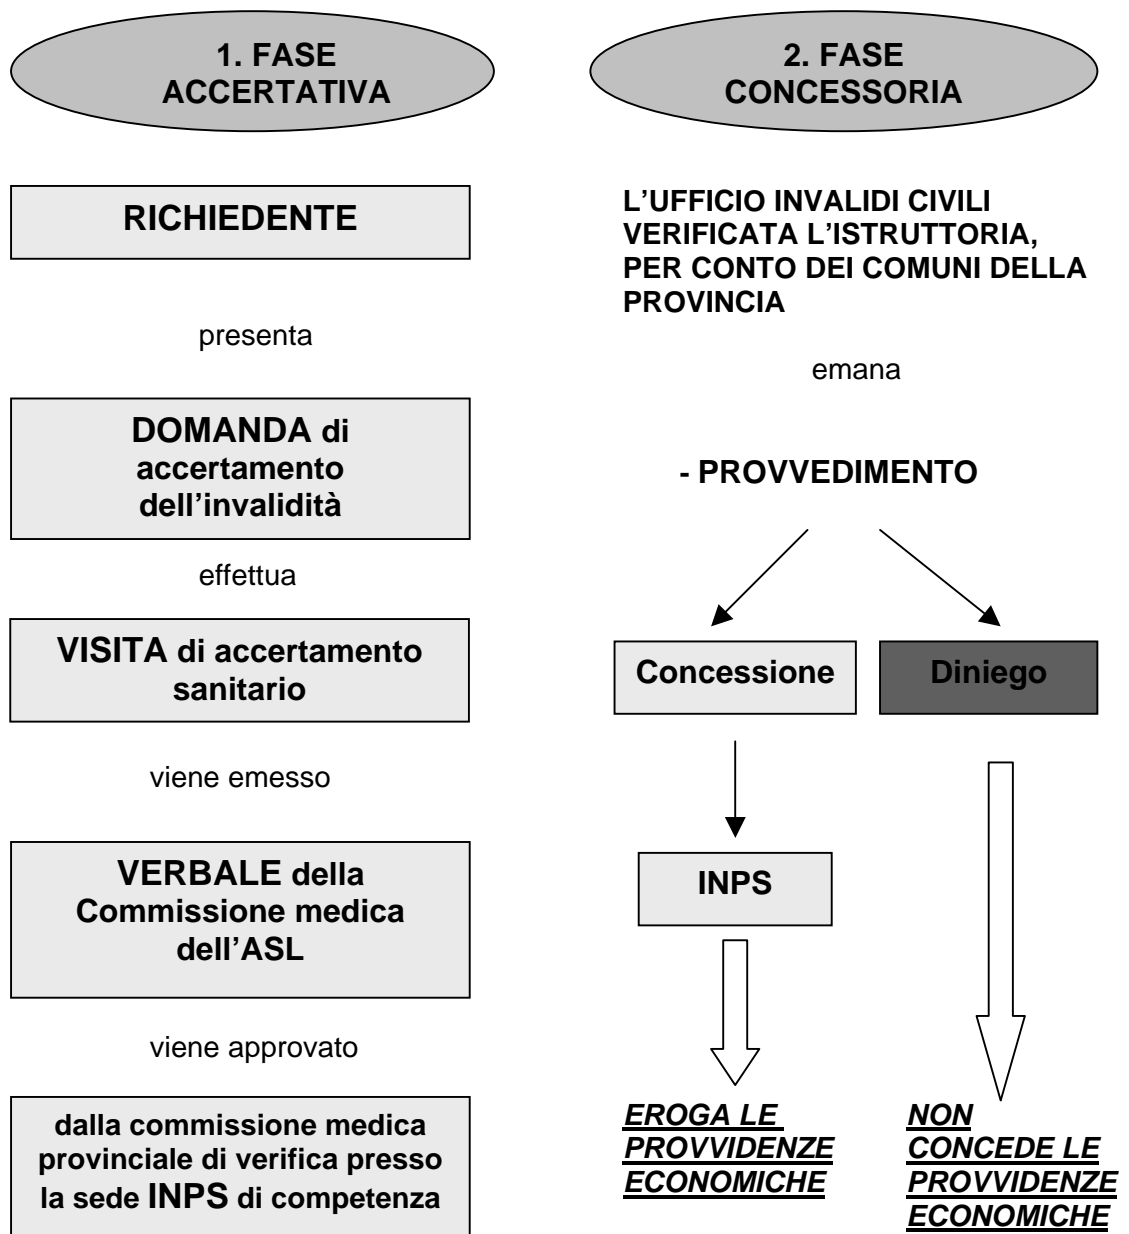 1. FASE
ACCERTATIVA
RICHIEDENTE
presenta
DOMANDA di
accertamento
dell’invalidità
effettua
VISITA di accertamento
sanitario
viene emesso
VERBALE della
Commissione medica
dell’ASL
viene approvato
dalla commissione medica
provinciale di verifica presso
la sede INPS di competenza
2. FASE
CONCESSORIA
L’UFFICIO INVALIDI CIVILI
VERIFICATA L’ISTRUTTORIA,
PER CONTO DEI COMUNI DELLA
PROVINCIA
emana
- PROVVEDIMENTO
Concessione
Diniego
INPS
EROGA LE
PROVVIDENZE
ECONOMICHE
NON
CONCEDE LE
PROVVIDENZE
ECONOMICHE